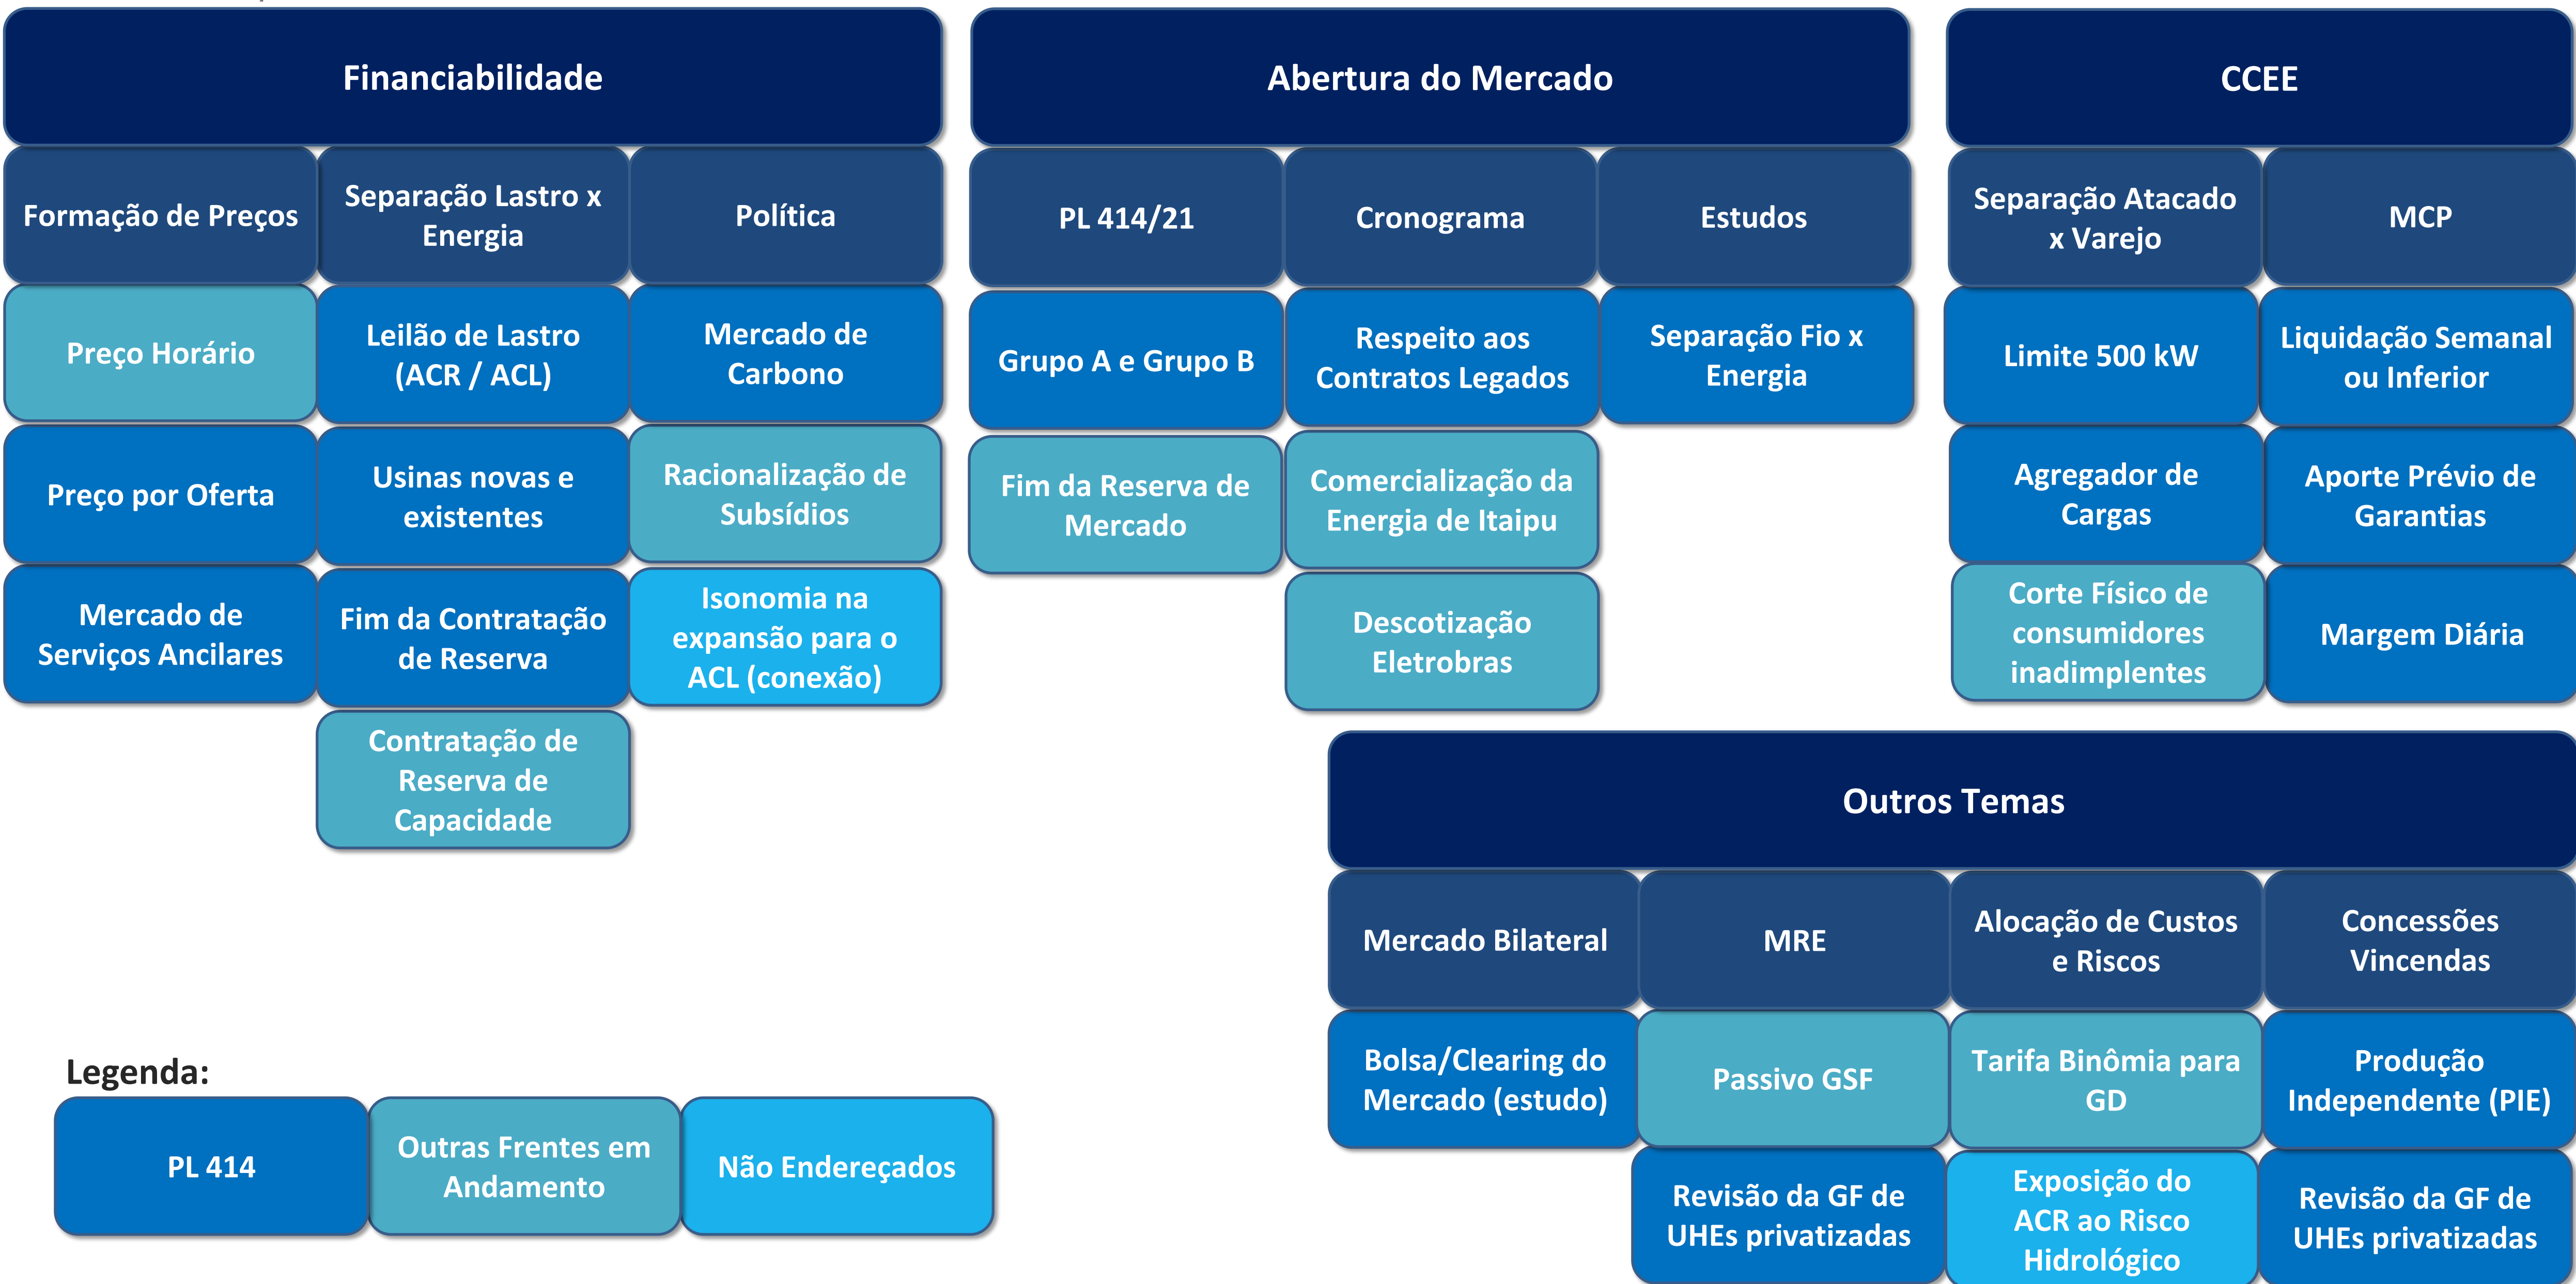 Financiabilidade
Formação de Preços
Separação Lastro x
Energia
Política
Preço Horário
Leilão de Lastro
(ACR / ACL)
Mercado de
Carbono
Preço por Oferta
Usinas novas e
existentes
Racionalização de
Subsídios
Mercado de
Serviços Ancilares
Fim da Contratação
de Reserva
Isonomia na
expansão para o
ACL (conexão)
Contratação de
Reserva de
Capacidade
Abertura do Mercado
PL 414/21
Cronograma
Estudos
Grupo A e Grupo B
Respeito aos
Contratos Legados
Separação Fio x
Energia
Fim da Reserva de
Mercado
Comercialização da
Energia de Itaipu
Descotização
Eletrobras
CCEE
Separação Atacado
x Varejo
MCP
Limite 500 kW
Liquidação Semanal
ou Inferior
Agregador de
Cargas
Aporte Prévio de
Garantias
Corte Físico de
consumidores
inadimplentes
Margem Diária
Outros Temas
Mercado Bilateral
MRE
Alocação de Custos
e Riscos
Concessões
Vincendas
Bolsa/Clearing do
Mercado (estudo)
Passivo GSF
Tarifa Binômia para
GD
Produção
Independente (PIE)
Revisão da GF de
UHEs privatizadas
Exposição do
ACR ao Risco
Hidrológico
Revisão da GF de
UHEs privatizadas
Legenda:
PL 414
Outras Frentes em
Andamento
Não Endereçados